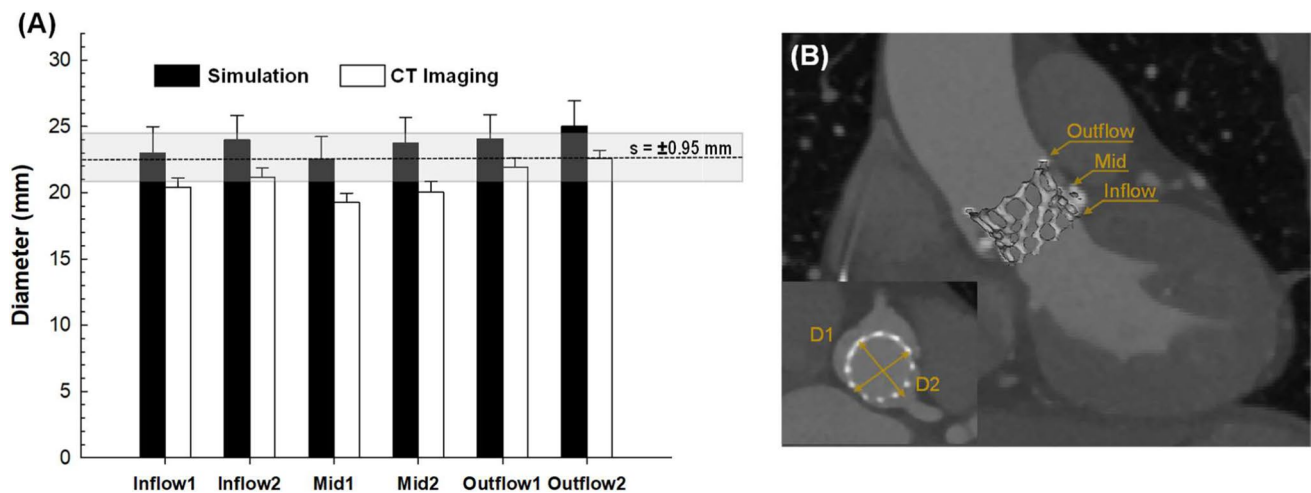 (A)
30
25
20
15
10
5
0
Diameter (mm)
Simulation
CT Imaging
s = ±0.95 mm
Inflow1
Inflow2
Mid1
Mid2
Outflow1
Outflow2
(B)
Outflow
Mid
Inflow
D1
D2